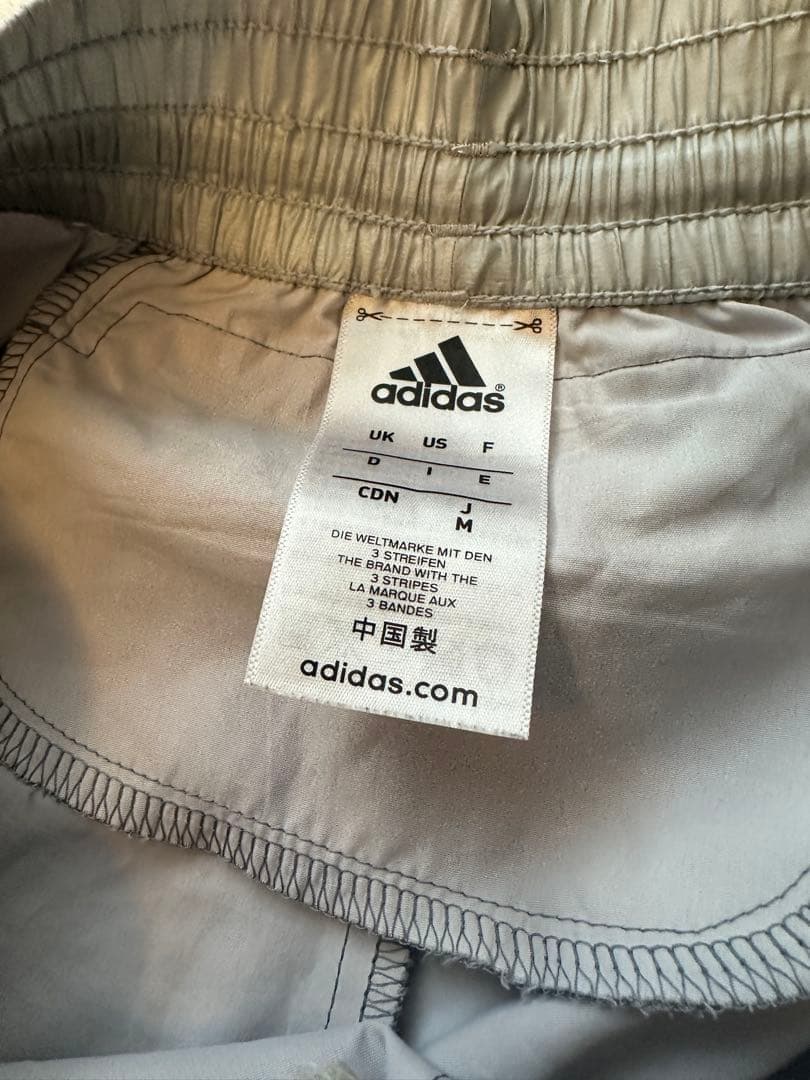 adidas®
UK US F
D I E
CDN J
M
DIE WELTMARKE MIT DEN
3 STREIFEN
THE BRAND WITH THE
3 STRIPES
LA MARQUE AUX
3 BANDES
中国製
adidas.com